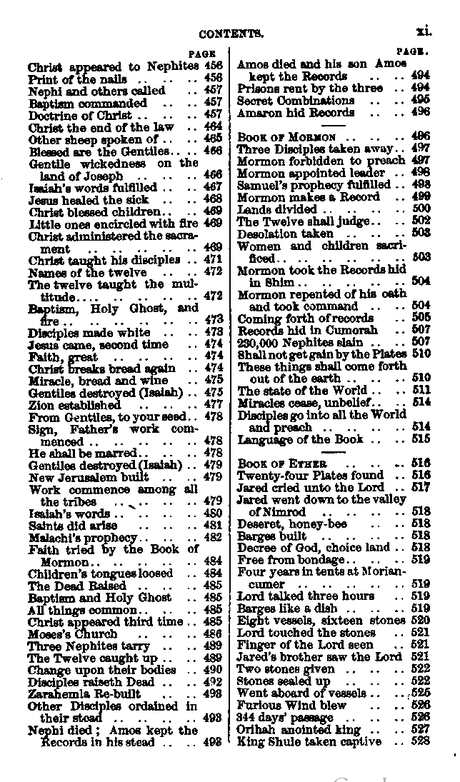 CONTENTS. xi.
PAGE
Christ appeared to Nephites 456
Print of the nails .. .. .. 456
Nephi and others called .. 457
Baptism commanded .. .. 457
Doctrine of Christ .. .. .. 457
Christ the end of the law .. 464
Other sheep spoken of .. .. 465
Blessed are the Gentiles.. .. 466
Gentile wickedness on the
land of Joseph .. .. .. 466
Isaiah's words fulfilled .. .. 467
Jesus healed the sick .. .. 468
Christ blessed children.. .. 469
Little ones encircled with fire 469
Christ administered the sacra-
ment .. .. .. .. .. 469
Christ taught his disciples .. 471
Names of the twelve .. .. 472
The twelve taught the mul-
titude.... .. .. .. .. 472
Baptism, Holy Ghost, and
fire .. .. .. .. .. .. 473
Disciples made white .. .. 473
Jesus came, second time .. 474
Faith, great .. .. .. .. 474
Christ breaks bread again .. 474
Miracle, bread and wine .. 475
Gentiles destroyed (Isaiah) .. 475
Zion established .. .. .. 477
From Gentiles, to your seed.. 478
Sign, Father's work com-
menced .. .. .. .. .. 478
He shall be marred.. .. .. 478
Gentiles destroyed (Isaiah) .. 479
New Jerusalem built .. .. 479
Work commence among all
the tribes .. .. .. .. 479
Isaiah's words .. .. .. .. 480
Saints did arise .. .. .. 481
Malachi's prophecy.. .. .. 482
Faith tried by the Book of
Mormon.. .. .. .. .. 484
Children's tongues loosed .. 484
The Dead Raised .. .. .. 485
Baptism and Holy Ghost .. 485
All things common.. .. .. 485
Christ appeared third time .. 485
Moses's Church .. .. .. 486
Three Nephites tarry .. .. 489
The Twelve caught up .. .. 489
Change upon their bodies .. 490
Disciples raiseth Dead .. .. 492
Zarahemla Re-built .. .. 493
Other Disciples ordained in
their stead .. .. .. .. 493
Nephi died; Amos kept the
Records in his stead .. .. 493
PAGE.
Amos died and his son Amos
kept the Records .. .. 494
Prisons rent by the three .. 494
Secret Combinations .. .. 495
Amaron hid Records .. .. 496
BOOK OF MORMON .. .. .. 496
Three Disciples taken away.. 497
Mormon forbidden to preach 497
Mormon appointed leader .. 498
Samuel's prophecy fulfilled .. 498
Mormon makes a Record .. 499
Lands divided .. .. .. .. 500
The Twelve shall judge.. .. 502
Desolation taken .. .. .. 503
Women and children sacri-
ficed.. .. .. .. .. .. 503
Mormon took the Records hid
in Shim .. .. .. .. .. 504
Mormon repented of his oath
and took command .. .. 504
Coming forth of records .. 505
Records hid in Cumorah .. 507
230,000 Nephites slain .. .. 507
Shall not get gain by the Plates 510
These things shall come forth
out of the earth .. .. .. 510
The state of the World .. .. 511
Miracles cease, unbelief.. .. 514
Disciples go into all the World
and preach .. .. .. .. 514
Language of the Book .. .. 515
BOOK OF ETHER .. .. .. 516
Twenty-four Plates found .. 516
Jared cried unto the Lord .. 517
Jared went down to the valley
of Nimrod .. .. .. .. 518
Deseret, honey-bee .. .. 518
Barges built .. .. .. .. 518
Decree of God, choice land .. 518
Free from bondage.. .. .. 519
Four years in tents at Morian-
cumer .. .. .. .. .. 519
Lord talked three hours .. 519
Barges like a dish .. .. .. 519
Eight vessels, sixteen stones 520
Lord touched the stones .. 521
Finger of the Lord seen .. 521
Jared's brother saw the Lord 521
Two stones given .. .. .. 522
Stones sealed up .. .. .. 522
Went aboard of vessels .. .. 525
Furious Wind blew .. .. 526
344 days' passage .. .. .. 526
Orihah anointed king .. .. 527
King Shule taken captive .. 528